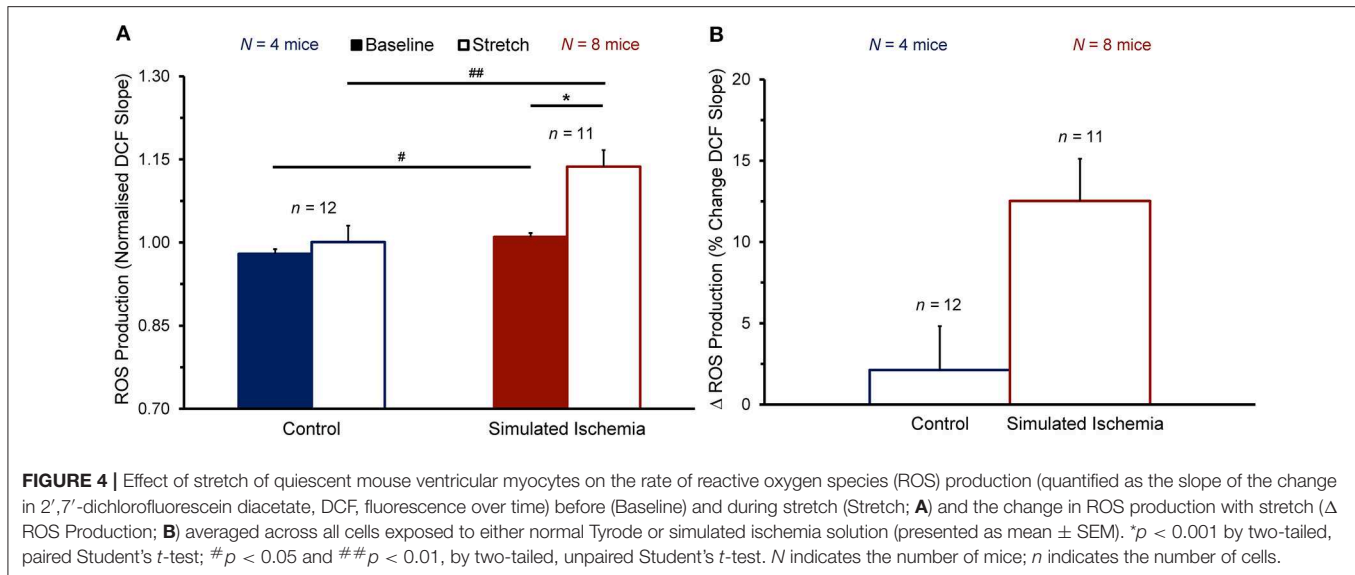 A
N = 4 mice ■Baseline □Stretch N = 8 mice
ROS Production (Normalised DCF Slope)
1.30
1.15
1.00
0.85
0.70
##
*
#
n = 11
n = 12
Control Simulated Ischemia
B
N = 4 mice N = 8 mice
Δ ROS Production (% Change DCF Slope)
20
15
10
5
0
n = 11
n = 12
Control Simulated Ischemia
FIGURE 4 | Effect of stretch of quiescent mouse ventricular myocytes on the rate of reactive oxygen species (ROS) production (quantified as the slope of the change
in 2′,7′-dichlorofluorescein diacetate, DCF, fluorescence over time) before (Baseline) and during stretch (Stretch; A) and the change in ROS production with stretch (Δ
ROS Production; B) averaged across all cells exposed to either normal Tyrode or simulated ischemia solution (presented as mean ± SEM). *p < 0.001 by two-tailed,
paired Student's t-test; #p < 0.05 and ##p < 0.01, by two-tailed, unpaired Student's t-test. N indicates the number of mice; n indicates the number of cells.